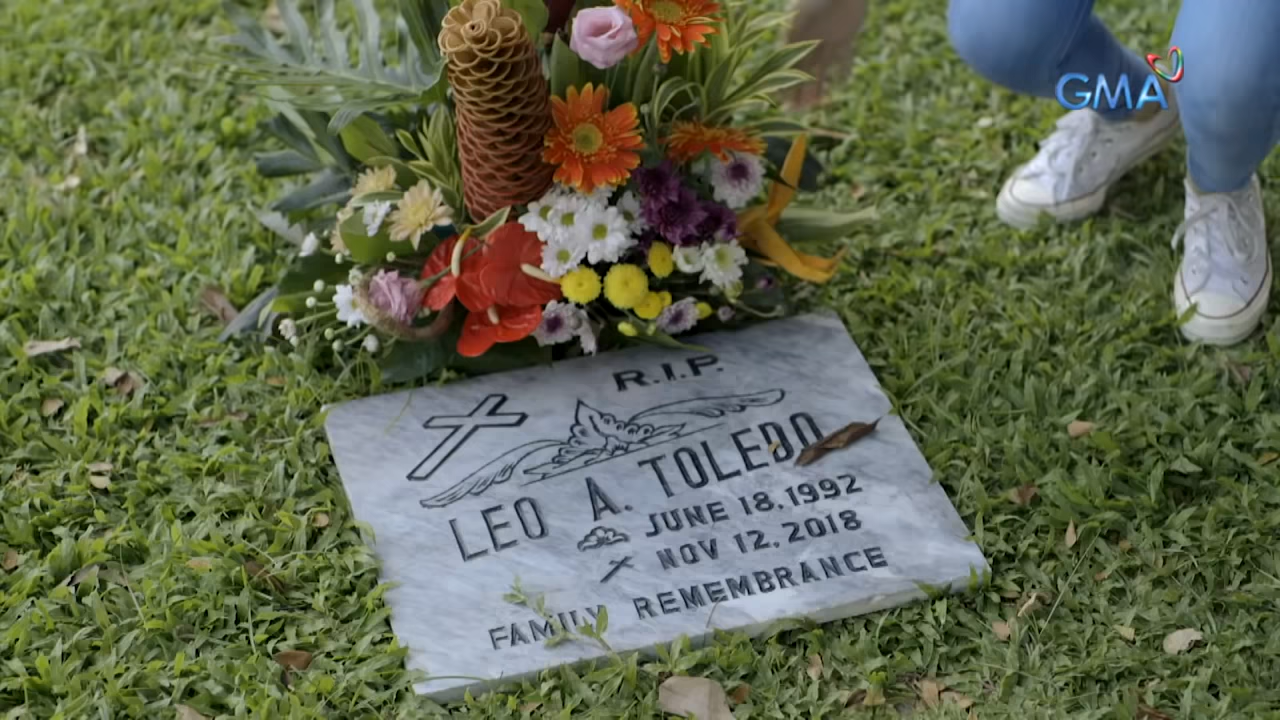 GMA
R.I.P.
LEO A. TOLEDO
JUNE 18, 1992
NOV 12, 2018
FAMILY REMEMBRANCE